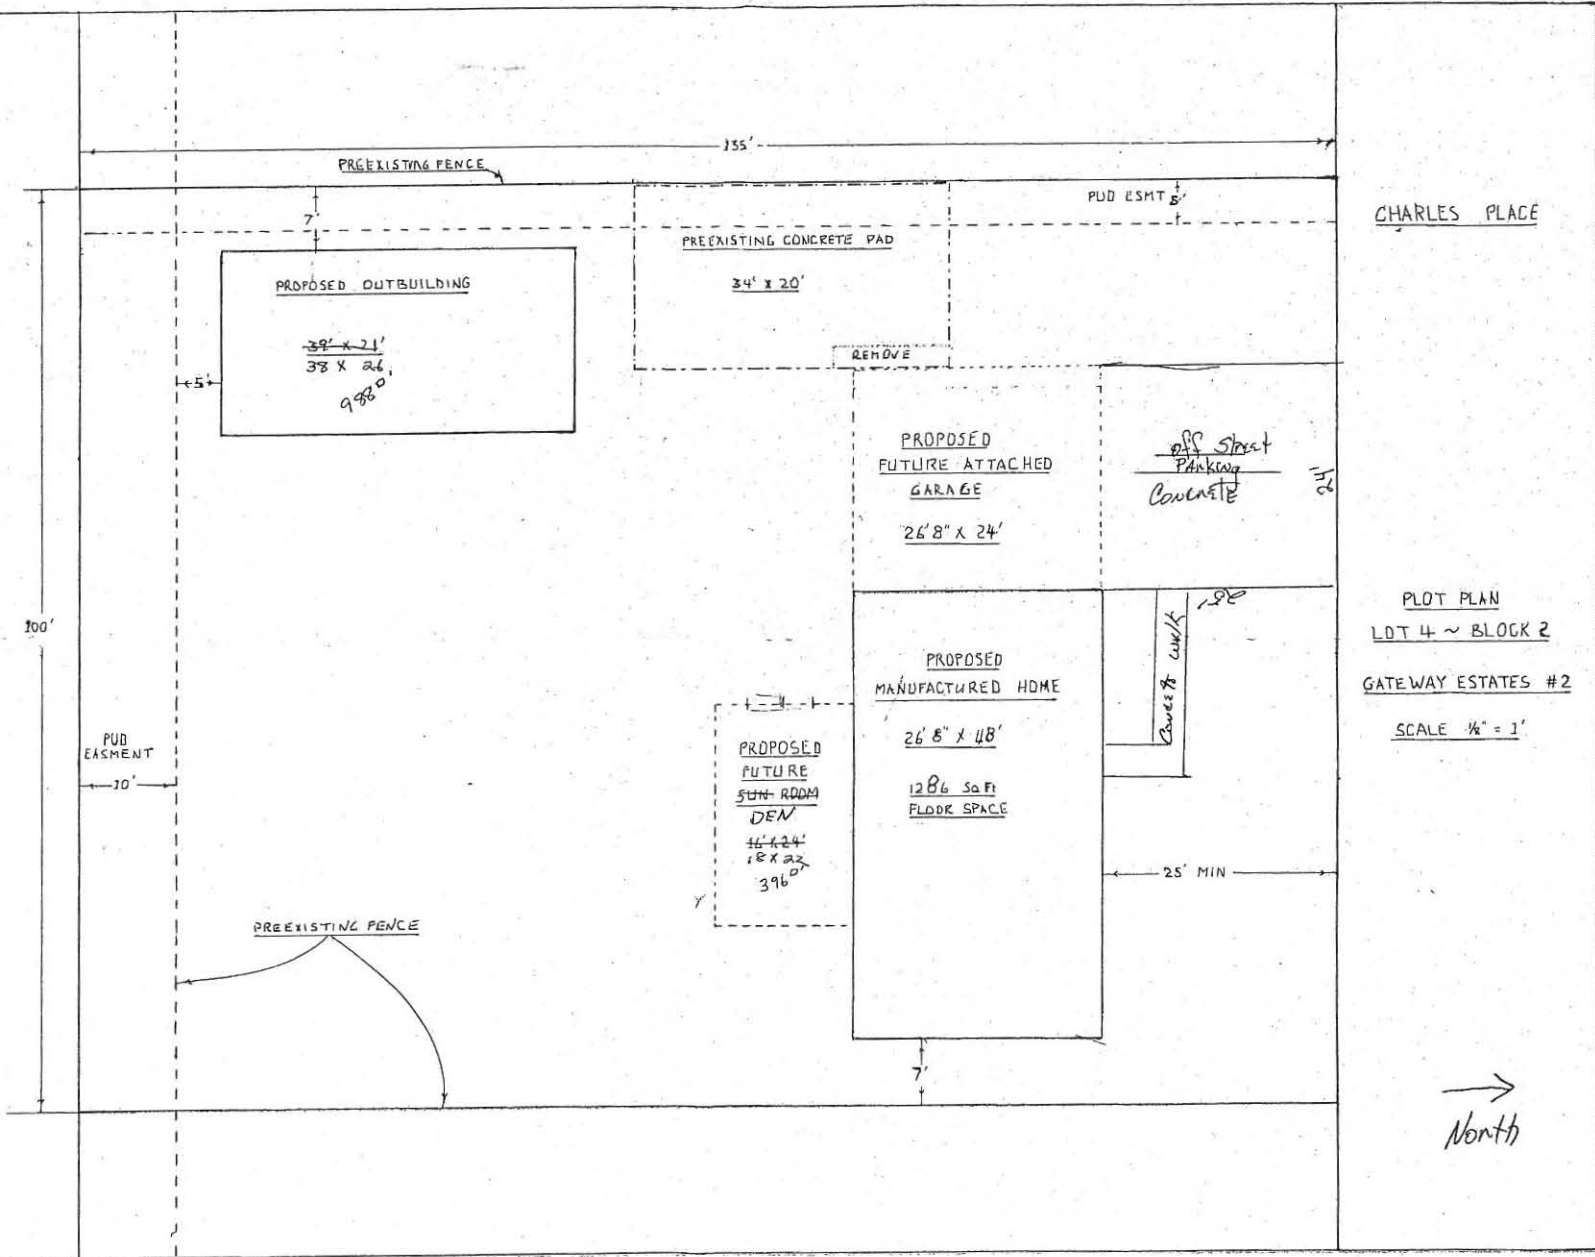 135'
PREEXISTING FENCE
PUD ESMT 5'
CHARLES PLACE
7'
PREEXISTING CONCRETE PAD
34' X 20'
PROPOSED OUTBUILDING
39' X 21'
38 X 26
988□'
5'
REMOVE
PROPOSED
FUTURE ATTACHED
GARAGE
26'8" X 24'
Off Street
PARKING
CONCRETE
24'
100'
28'
CONCRETE WALK
PLOT PLAN
LOT 4 ~ BLOCK 2
GATEWAY ESTATES #2
SCALE 1/8" = 1'
PROPOSED
MANUFACTURED HOME
26' 8" X 48'
1286 SQ FT
FLOOR SPACE
PUD
EASMENT
10'
PROPOSED
FUTURE
SUN ROOM
DEN
16' X 24'
18 X 22
396□'
25' MIN
PREEXISTING FENCE
7'
North